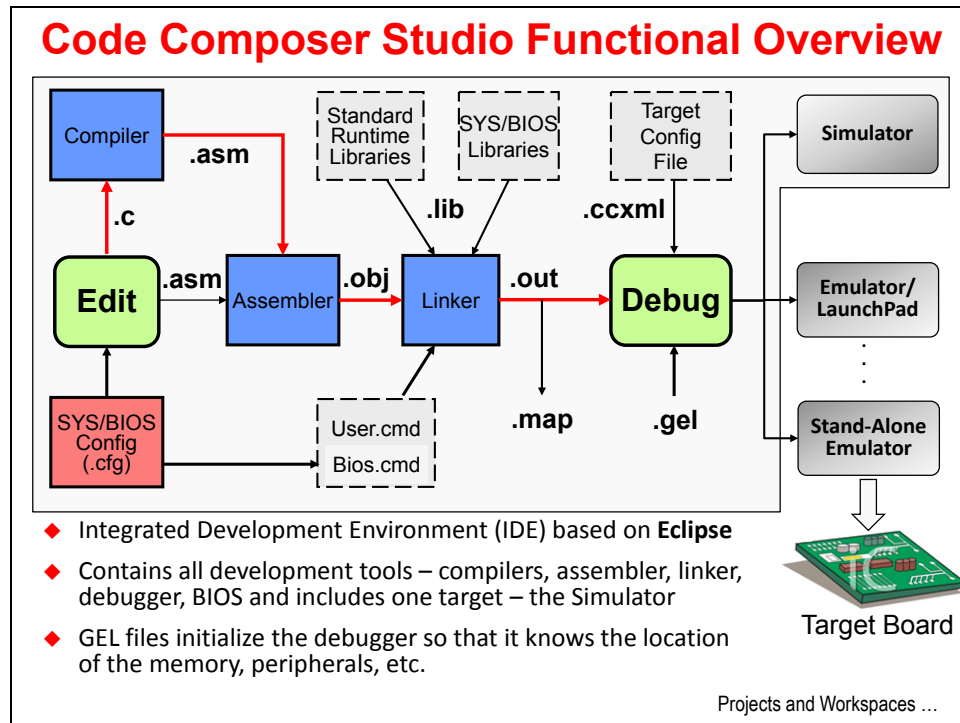 Code Composer Studio Functional Overview
Compiler
.asm
Standard
Runtime
Libraries
SYS/BIOS
Libraries
Target
Config
File
Simulator
.c
.lib
.ccxml
Edit
.asm
Assembler
.obj
Linker
.out
Debug
Emulator/
LaunchPad
SYS/BIOS
Config
(.cfg)
User.cmd
Bios.cmd
.map
.gel
Stand-Alone
Emulator
◆ Integrated Development Environment (IDE) based on Eclipse
◆ Contains all development tools – compilers, assembler, linker,
debugger, BIOS and includes one target – the Simulator
◆ GEL files initialize the debugger so that it knows the location
of the memory, peripherals, etc.
TC
Target Board
Projects and Workspaces …